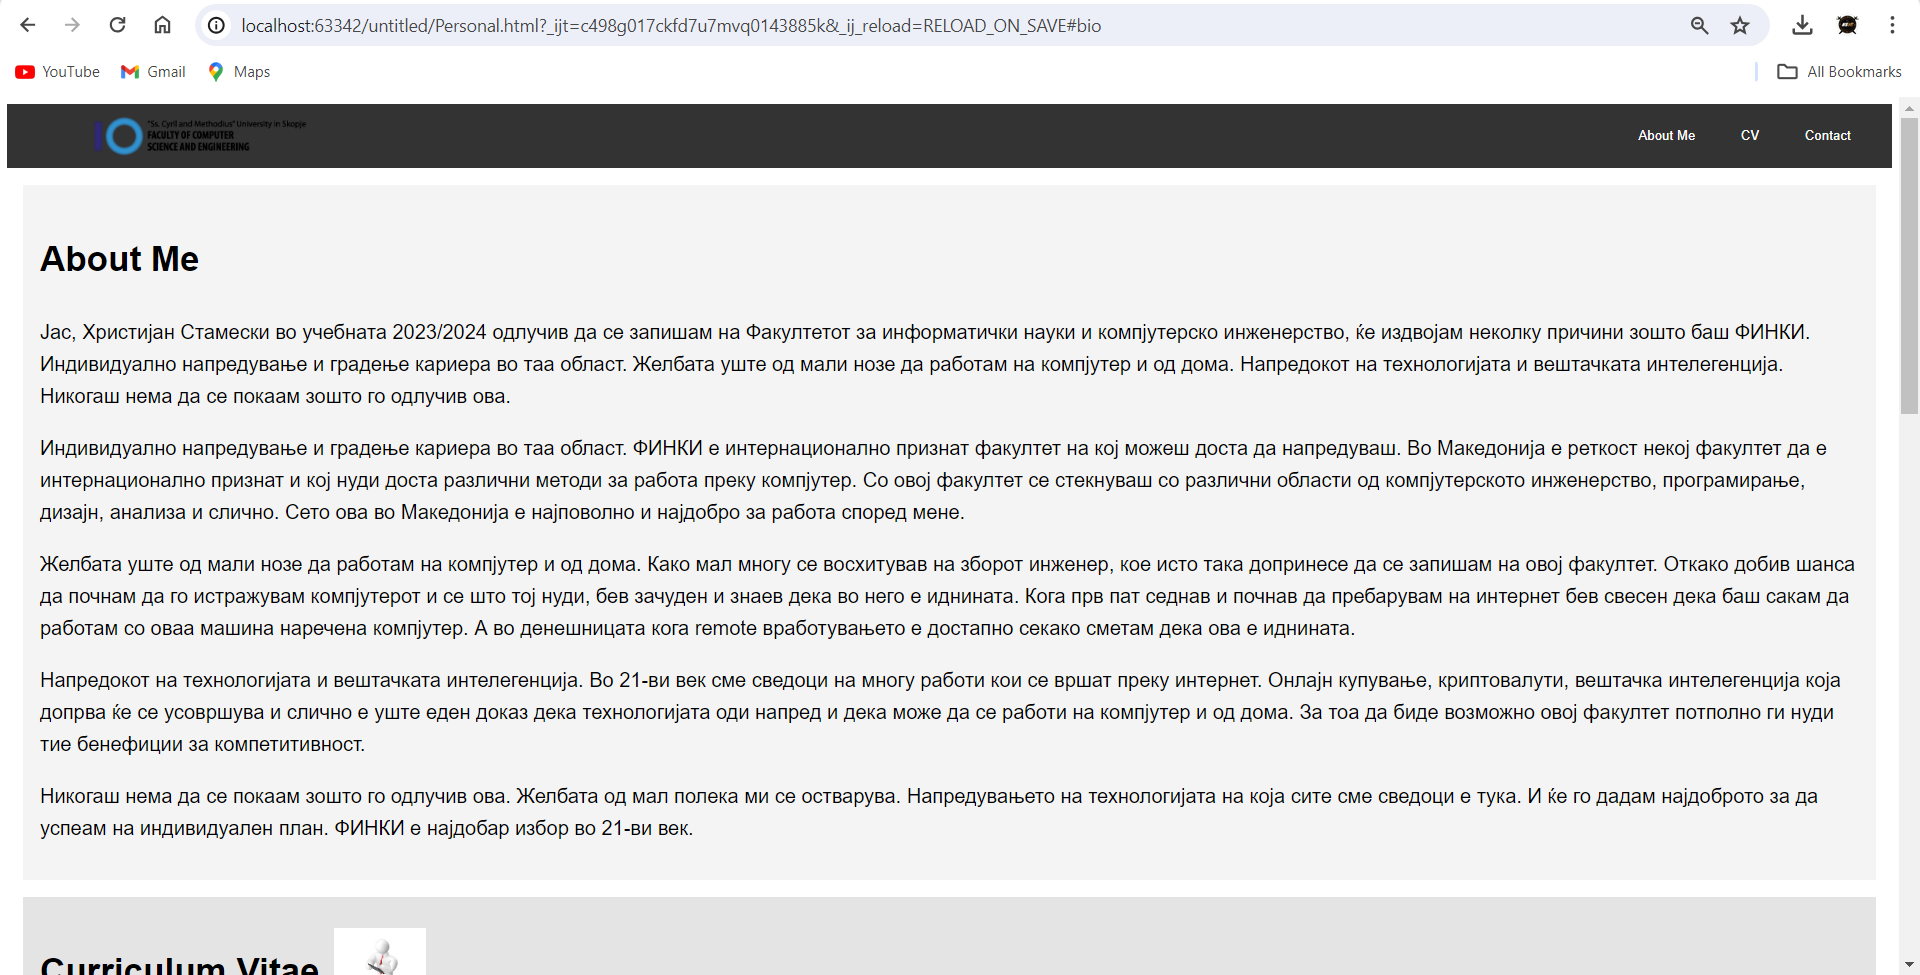 localhost:63342/untitled/Personal.html?_ijt=c498g017ckfd7u7mvq0143885k&_ij_reload=RELOAD_ON_SAVE#bio
YouTube Gmail Maps All Bookmarks
"Ss. Cyril and Methodius" University in Skopje
FACULTY OF COMPUTER
SCIENCE AND ENGINEERING
About Me CV Contact
About Me
Јас, Христијан Стамески во учебната 2023/2024 одлучив да се запишам на Факултетот за информатички науки и компјутерско инженерство, ќе издвојам неколку причини зошто баш ФИНКИ.
Индивидуално напредување и градење кариера во таа област. Желбата уште од мали нозе да работам на компјутер и од дома. Напредокот на технологијата и вештачката интелегенција.
Никогаш нема да се покаам зошто го одлучив ова.
Индивидуално напредување и градење кариера во таа област. ФИНКИ е интернационално признат факултет на кој можеш доста да напредуваш. Во Македонија е реткост некој факултет да е
интернационално признат и кој нуди доста различни методи за работа преку компјутер. Со овој факултет се стекнуваш со различни области од компјутерското инженерство, програмирање,
дизајн, анализа и слично. Сето ова во Македонија е најповолно и најдобро за работа според мене.
Желбата уште од мали нозе да работам на компјутер и од дома. Како мал многу се восхитував на зборот инженер, кое исто така допринесе да се запишам на овој факултет. Откако добив шанса
да почнам да го истражувам компјутерот и се што тој нуди, бев зачуден и знаев дека во него е иднината. Кога прв пат седнав и почнав да пребарувам на интернет бев свесен дека баш сакам да
работам со оваа машина наречена компјутер. А во денешницата кога remote вработувањето е достапно секако сметам дека ова е иднината.
Напредокот на технологијата и вештачката интелегенција. Во 21-ви век сме сведоци на многу работи кои се вршат преку интернет. Онлајн купување, криптовалути, вештачка интелегенција која
допрва ќе се усовршува и слично е уште еден доказ дека технологијата оди напред и дека може да се работи на компјутер и од дома. За тоа да биде возможно овој факултет потполно ги нуди
тие бенефиции за компетитивност.
Никогаш нема да се покаам зошто го одлучив ова. Желбата од мал полека ми се остварува. Напредувањето на технологијата на која сите сме сведоци е тука. И ќе го дадам најдоброто за да
успеам на индивидуален план. ФИНКИ е најдобар избор во 21-ви век.
Curriculum Vitae